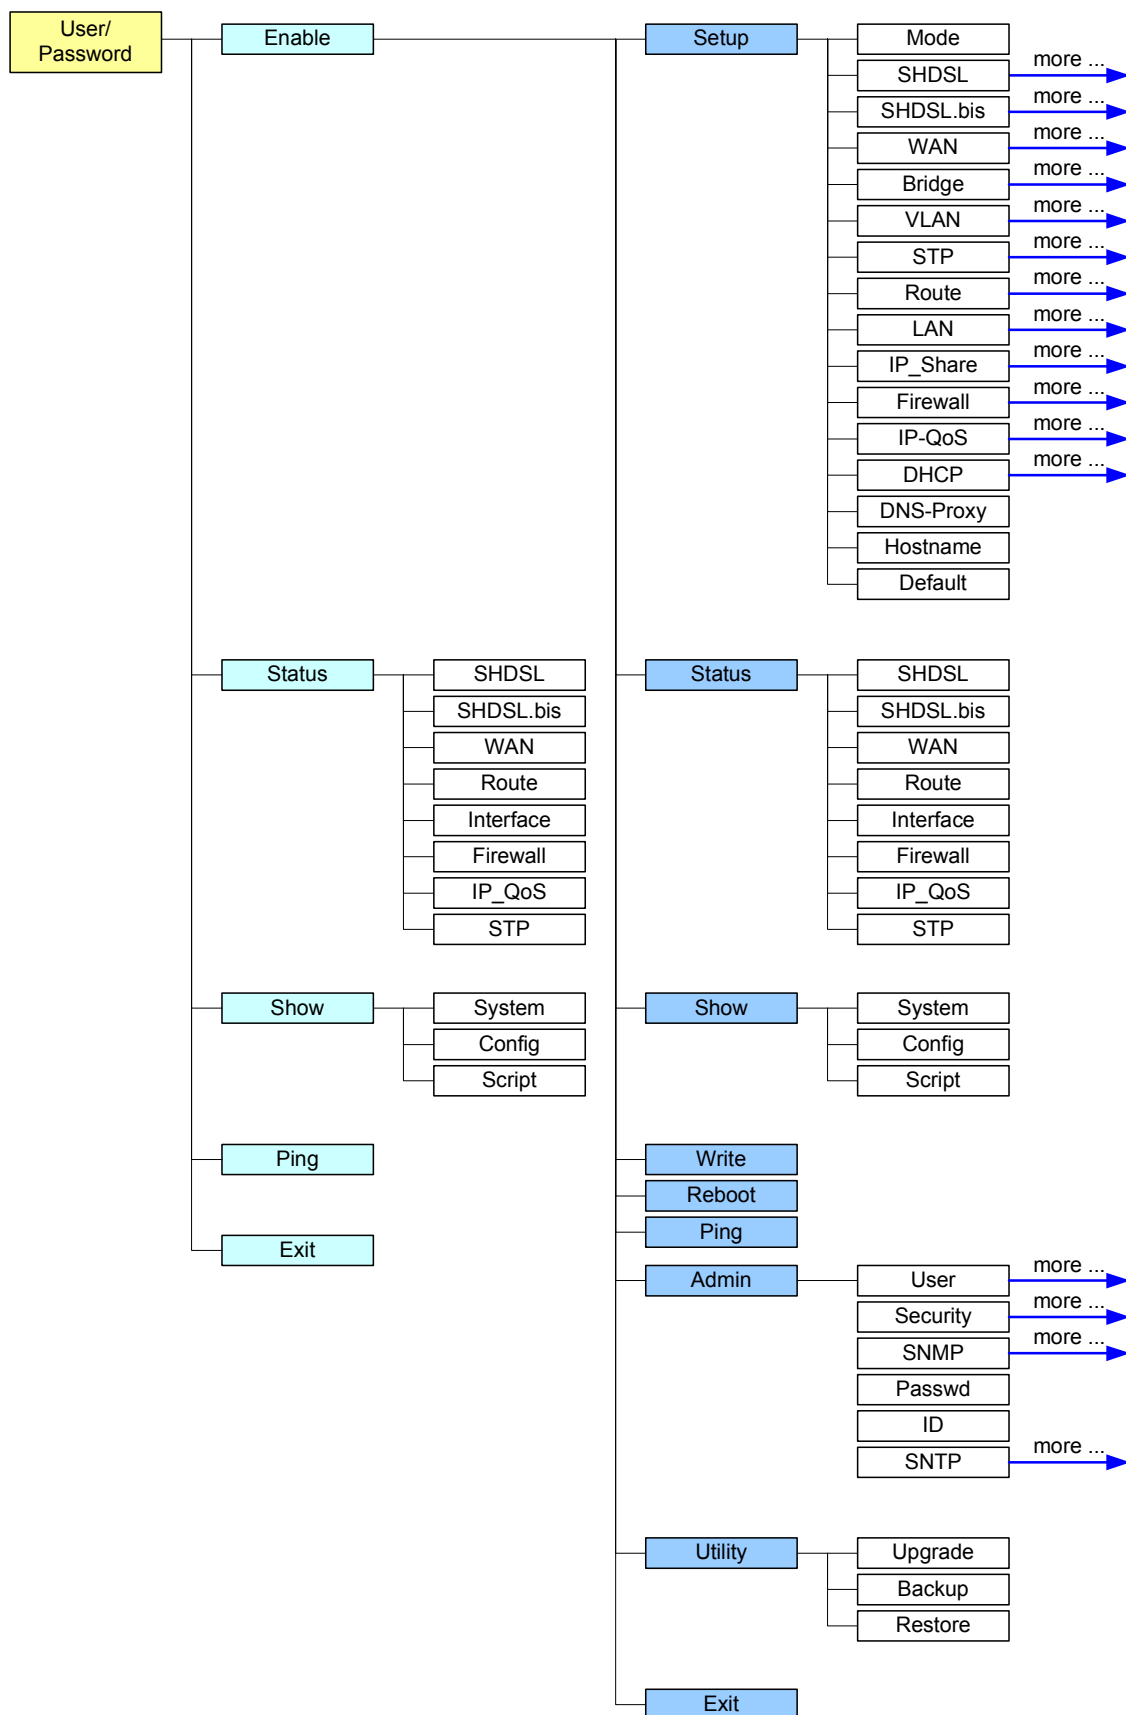 User/
Password
Enable
Setup
Mode
SHDSL
more ...
SHDSL.bis
more ...
WAN
more ...
Bridge
more ...
VLAN
more ...
STP
more ...
Route
more ...
LAN
more ...
IP_Share
more ...
Firewall
more ...
IP-QoS
more ...
DHCP
more ...
DNS-Proxy
Hostname
Default
Status
SHDSL
SHDSL.bis
WAN
Route
Interface
Firewall
IP_QoS
STP
Status
SHDSL
SHDSL.bis
WAN
Route
Interface
Firewall
IP_QoS
STP
Show
System
Config
Script
Show
System
Config
Script
Ping
Exit
Write
Reboot
Ping
Admin
User
more ...
Security
more ...
SNMP
more ...
Passwd
ID
SNTP
more ...
Utility
Upgrade
Backup
Restore
Exit